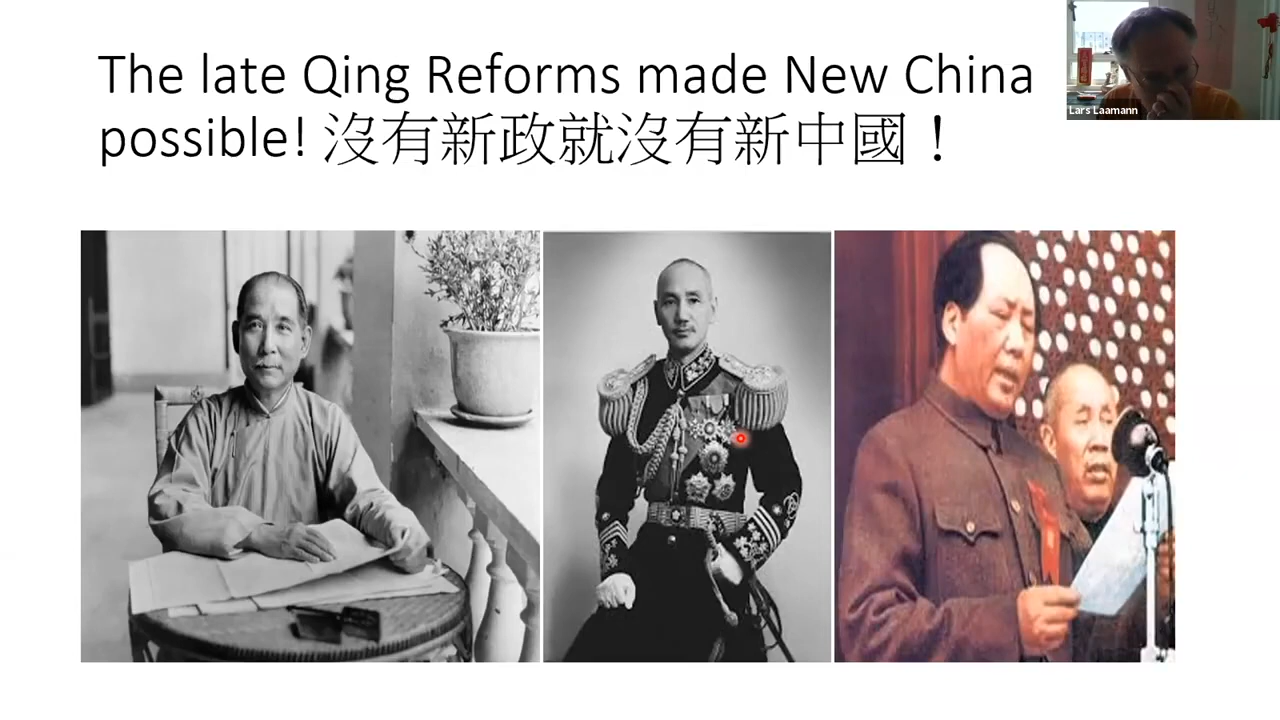 The late Qing Reforms made New China
possible! 沒有新政就沒有新中國！
Lars Laamann